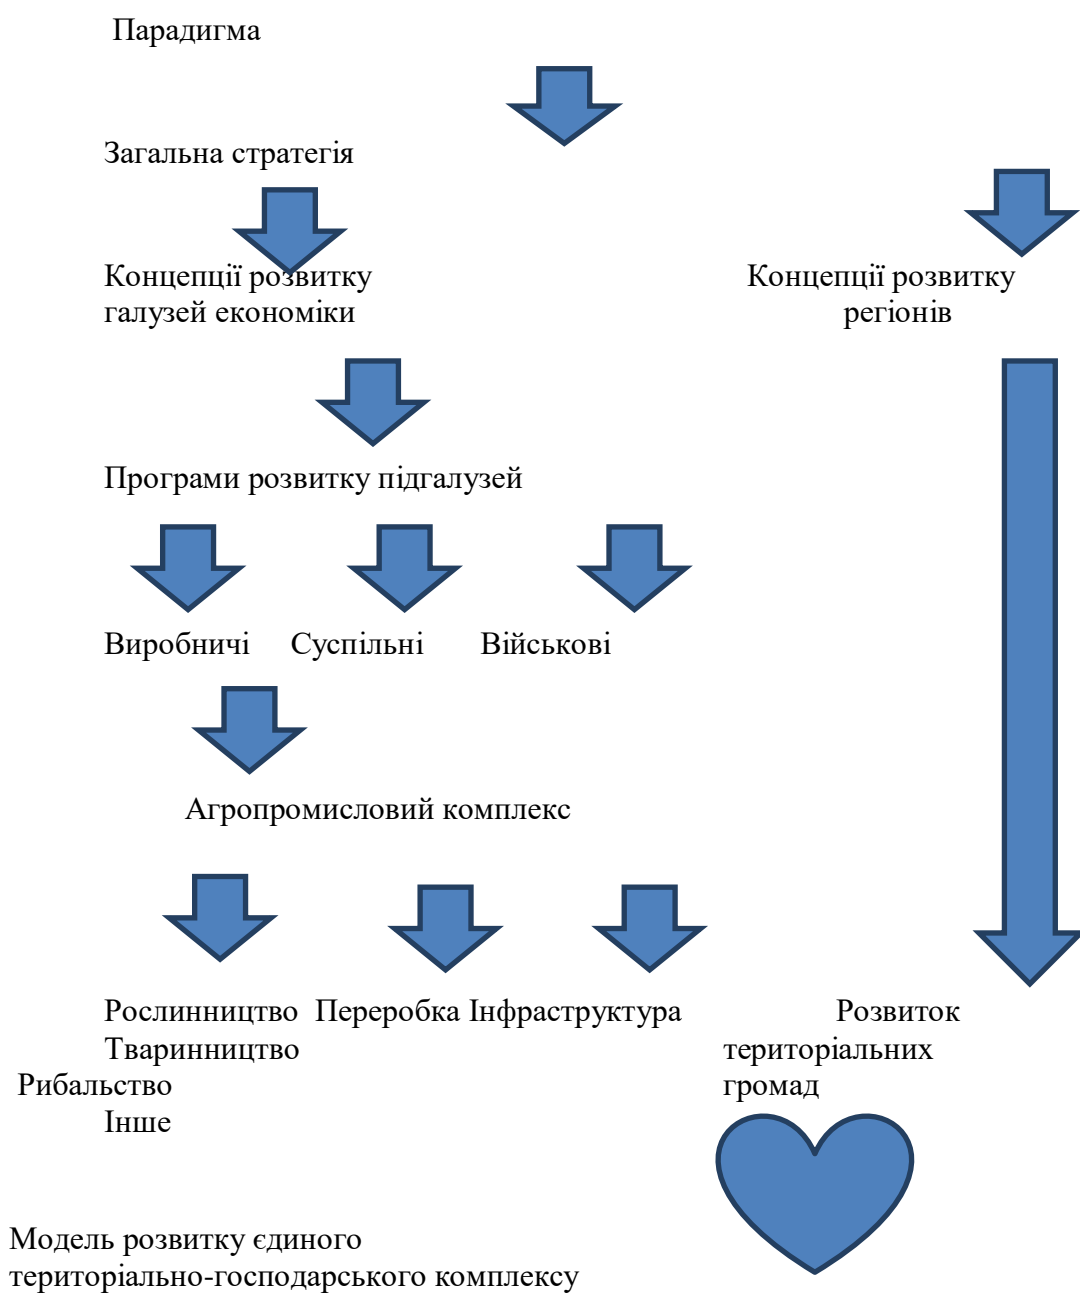 Парадигма
Загальна стратегія
Концепції розвитку
галузей економіки
Концепції розвитку
регіонів
Програми розвитку підгалузей
Виробничі Суспільні Військові
Агропромисловий комплекс
Рослинництво Переробка Інфраструктура
Тваринництво
Рибальство
Інше
Розвиток
територіальних
громад
Модель розвитку єдиного
територіально-господарського комплексу